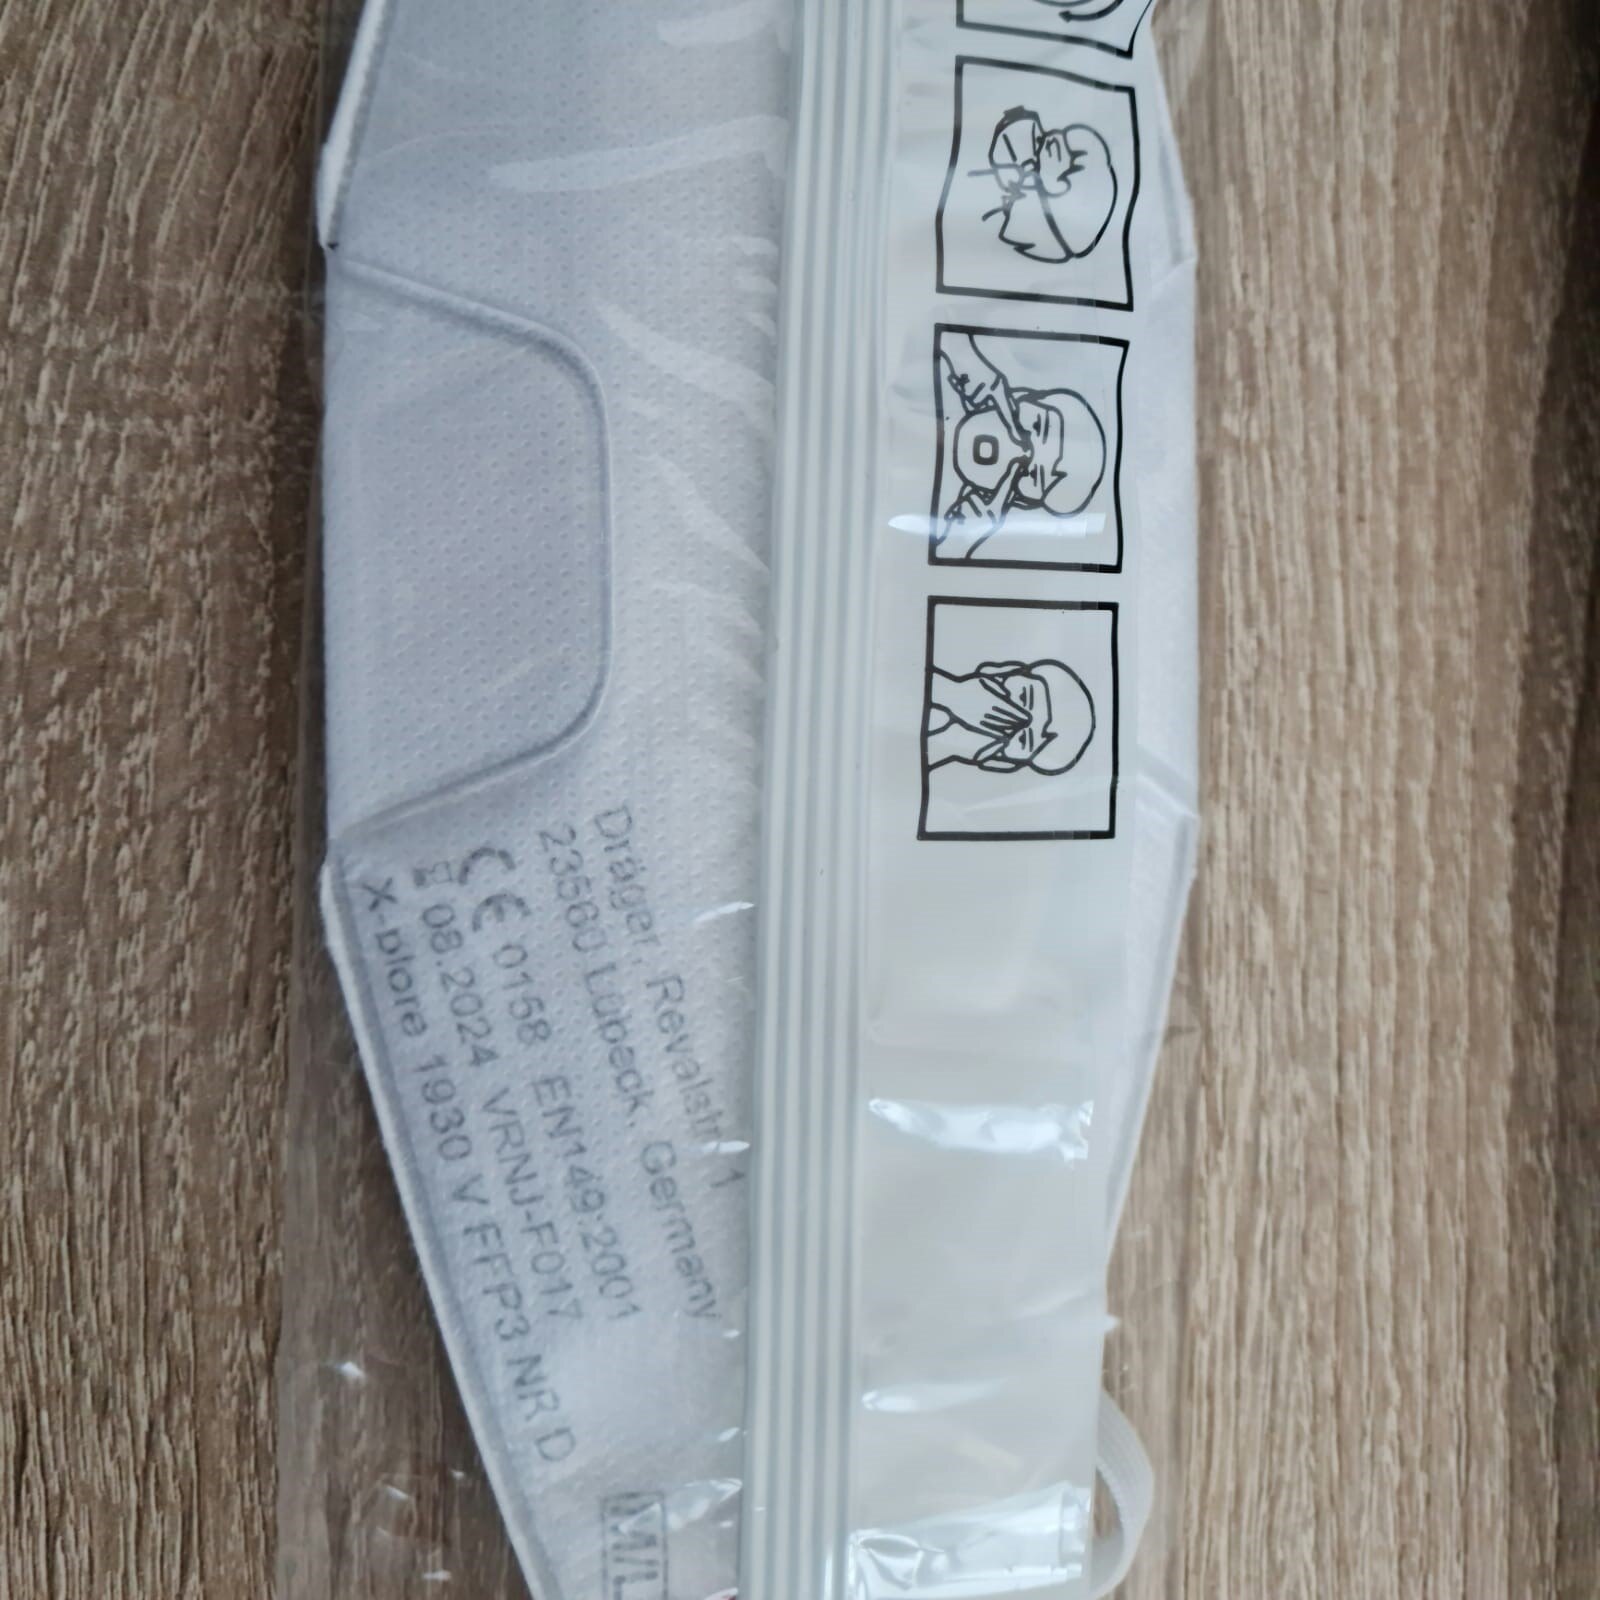 Dräger, Revalstr. 1
23560 Lübeck, Germany
CE 0158 EN149:2001
08.2024 VRNJ-F017
X-plore 1930 V FFP3 NR D
M/L